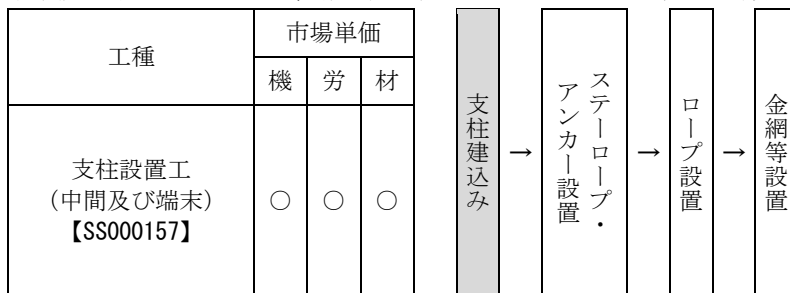 工種
市場単価
機 労 材
支柱設置工
(中間及び端末)
【SS000157】
○ ○ ○
支柱建込み
→
ステーロープ・
アンカー設置
→
ロープ設置
→
金網等設置